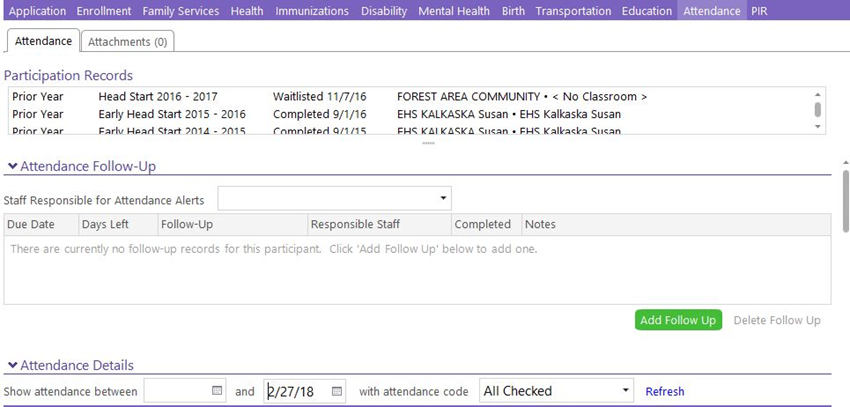 Application Enrollment Family Services Health Immunizations Disability Mental Health Birth Transportation Education Attendance PIR
Attendance Attachments (0)
Participation Records
Prior Year Head Start 2016 - 2017 Waitlisted 11/7/16 FOREST AREA COMMUNITY • < No Classroom >
Prior Year Early Head Start 2015 - 2016 Completed 9/1/16 EHS KALKASKA Susan • EHS Kalkaska Susan
Prior Year Early Head Start 2014 - 2015 Completed 9/1/15 EHS KALKASKA Susan • EHS Kalkaska Susan
Attendance Follow-Up
Staff Responsible for Attendance Alerts
Due Date Days Left Follow-Up Responsible Staff Completed Notes
There are currently no follow-up records for this participant. Click 'Add Follow Up' below to add one.
Add Follow Up Delete Follow Up
Attendance Details
Show attendance between and 2/27/18 with attendance code All Checked Refresh